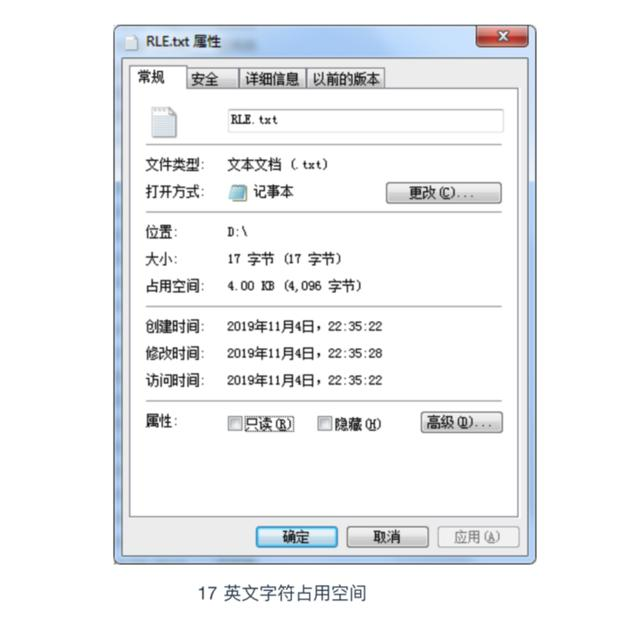 RLE.txt 属性
常规 安全 详细信息 以前的版本
RLE.txt
文件类型: 文本文档 (.txt)
打开方式: 记事本 更改(C)...
位置: D:\
大小: 17 字节 (17 字节)
占用空间: 4.00 KB (4,096 字节)
创建时间: 2019年11月4日，22:35:22
修改时间: 2019年11月4日，22:35:28
访问时间: 2019年11月4日，22:35:22
属性: 只读(R) 隐藏(H) 高级(D)...
确定 取消 应用(A)
17 英文字符占用空间